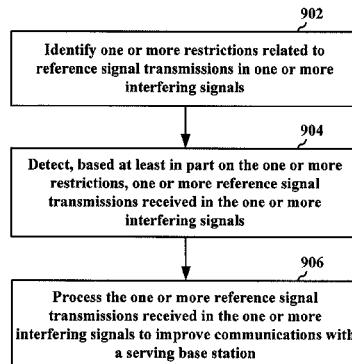 902
Identify one or more restrictions related to
reference signal transmissions in one or more
interfering signals
904
Detect, based at least in part on the one or more
restrictions, one or more reference signal
transmissions received in the one or more
interfering signals
906
Process the one or more reference signal
transmissions received in the one or more
interfering signals to improve communications with
a serving base station